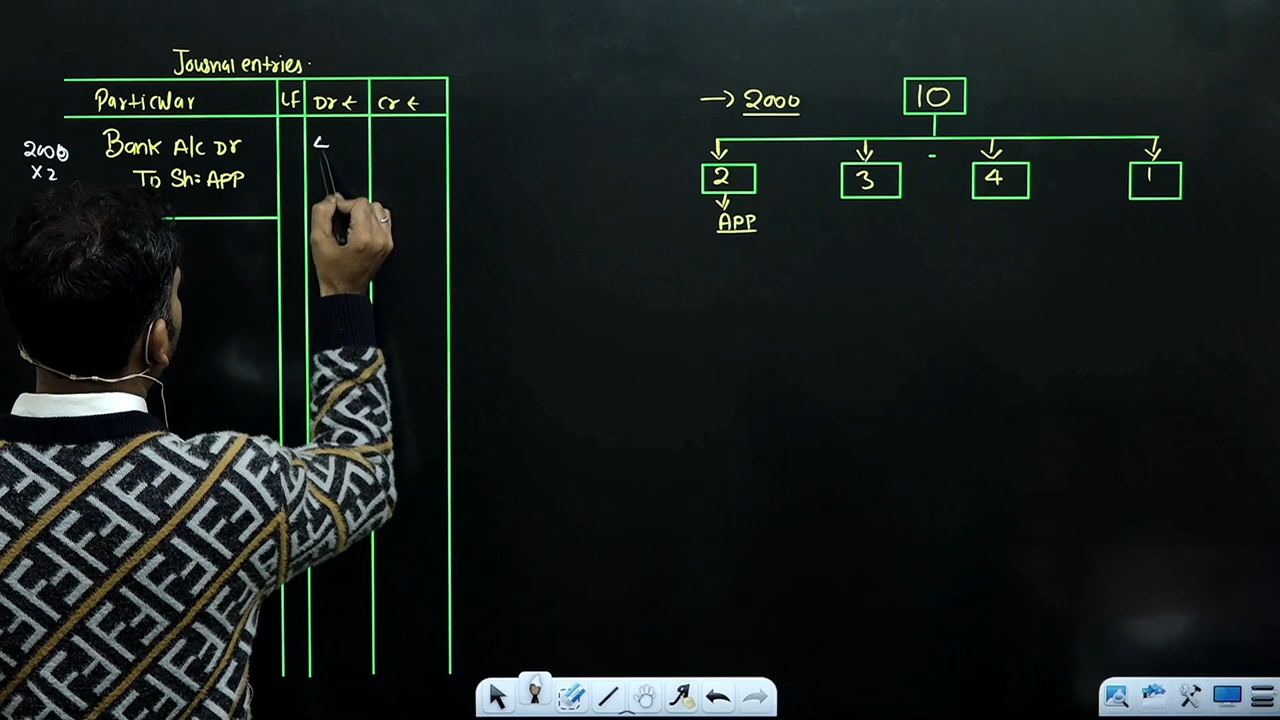 Journal entries.
Particular LF Dr ₹ Cr ₹
Bank A/c Dr
To Sh= APP
2000
X2
→ 2000
10
2 3 4 1
APP